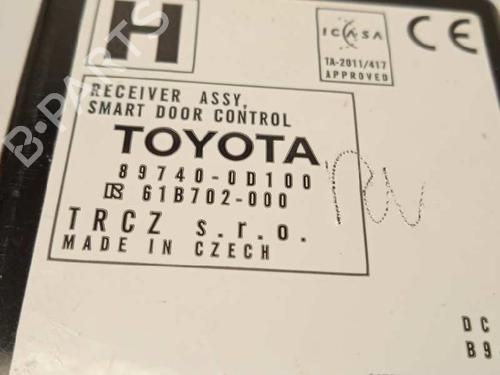 H
ICASA
TA-2011/417
APPROVED
CE
RECEIVER ASSY,
SMART DOOR CONTROL
TOYOTA
89740-0D100
61B702-000
TRCZ s.r.o.
MADE IN CZECH
DC
B9
B-PARTS